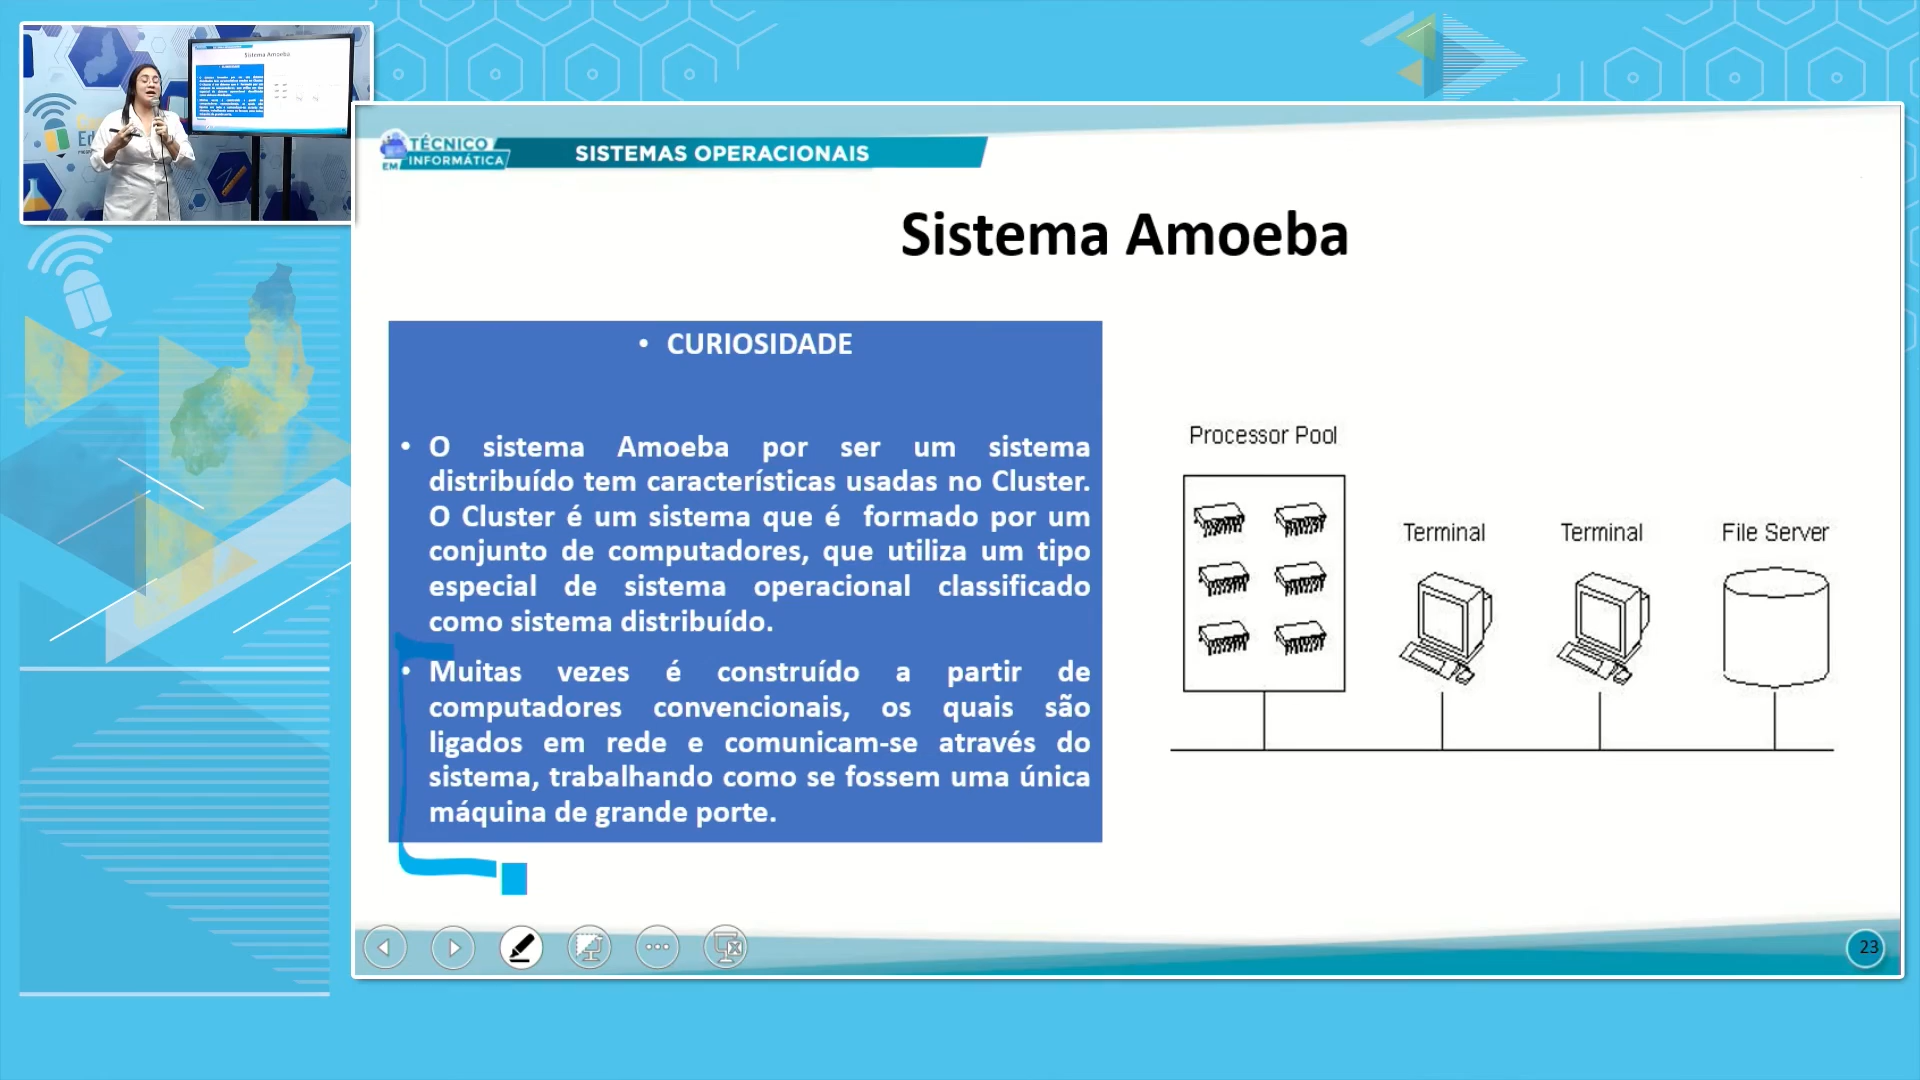 TÉCNICO
EM INFORMÁTICA
SISTEMAS OPERACIONAIS
Sistema Amoeba
• CURIOSIDADE
• O sistema Amoeba por ser um sistema
distribuído tem características usadas no Cluster.
O Cluster é um sistema que é formado por um
conjunto de computadores, que utiliza um tipo
especial de sistema operacional classificado
como sistema distribuído.
• Muitas vezes é construído a partir de
computadores convencionais, os quais são
ligados em rede e comunicam-se através do
sistema, trabalhando como se fossem uma única
máquina de grande porte.
Processor Pool
Terminal
Terminal
File Server
23
Sistema Amoeba